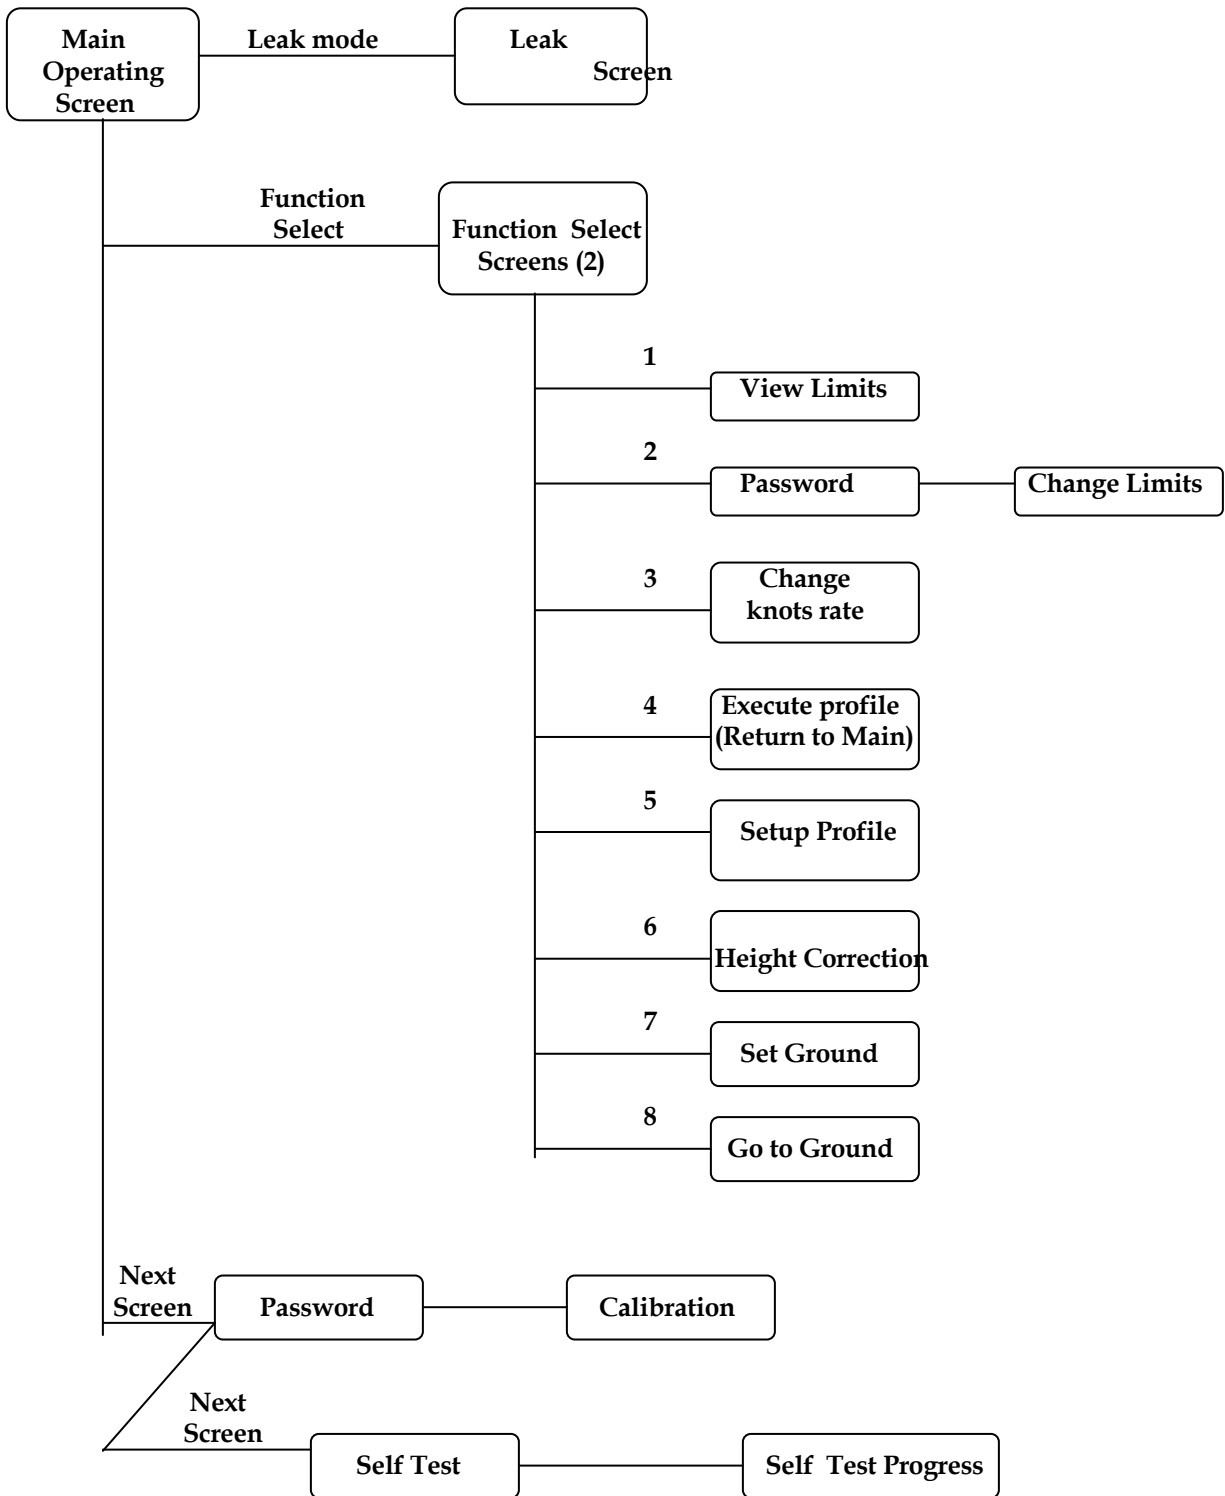 Main
Operating
Screen
Leak mode
Leak
Screen
Function
Select
Function Select
Screens (2)
1
View Limits
2
Password
Change Limits
3
Change
knots rate
4
Execute profile
(Return to Main)
5
Setup Profile
6
Height Correction
7
Set Ground
8
Go to Ground
Next
Screen
Password
Calibration
Next
Screen
Self Test
Self Test Progress